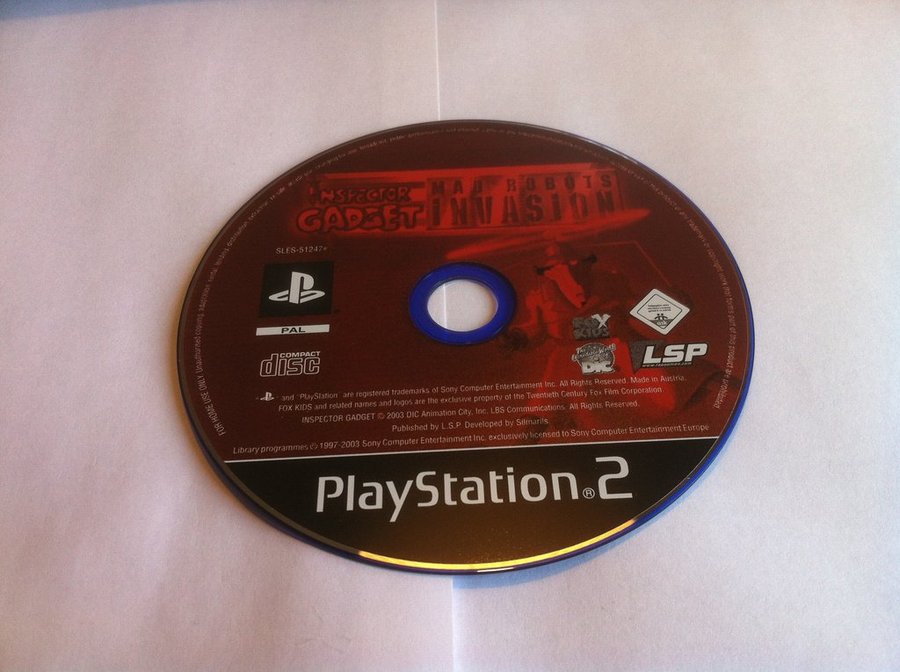 INSPECTOR
GADGET
MAD ROBOTS
INVASION
SLES-51247
PAL
COMPACT
disc
FOX
KIDS
DIC
LSP
and PlayStation are registered trademarks of Sony Computer Entertainment Inc. All Rights Reserved. Made in Austria.
FOX KIDS and related names and logos are the exclusive property of the Twentieth Century Fox Film Corporation.
INSPECTOR GADGET © 2003 DIC Animation City, Inc. LBS Communications. All Rights Reserved.
Published by L.S.P. Developed by Silmarils.
Library programmes ℗ 1997-2003 Sony Computer Entertainment Inc. exclusively licensed to Sony Computer Entertainment Europe
PlayStation®2
FOR HOME USE ONLY. Unauthorised copying,